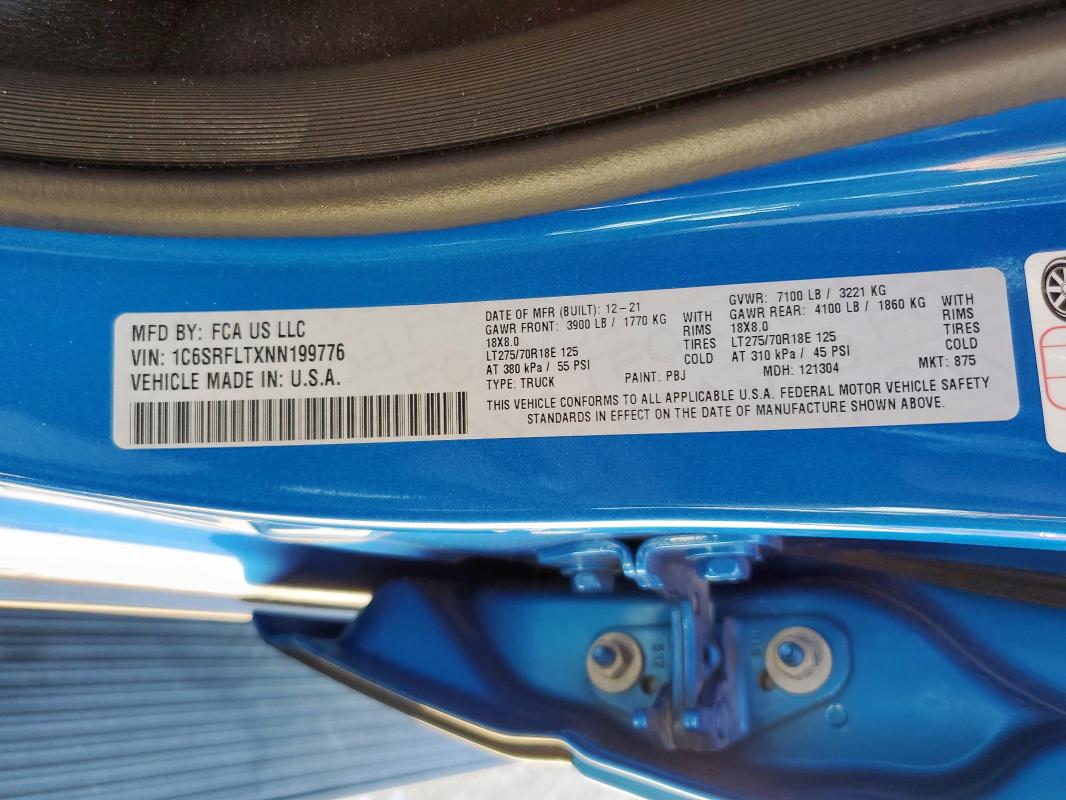 MFD BY: FCA US LLC
VIN: 1C6SRFLTXNN199776
VEHICLE MADE IN: U.S.A.
DATE OF MFR (BUILT): 12-21
GVWR: 7100 LB / 3221 KG
GAWR FRONT: 3900 LB / 1770 KG WITH
GAWR REAR: 4100 LB / 1860 KG WITH
18X8.0 RIMS
18X8.0 RIMS
LT275/70R18E 125 TIRES
LT275/70R18E 125 TIRES
AT 380 kPa / 55 PSI COLD
AT 310 kPa / 45 PSI COLD
TYPE: TRUCK PAINT: PBJ MDH: 121304 MKT: 875
THIS VEHICLE CONFORMS TO ALL APPLICABLE U.S.A. FEDERAL MOTOR VEHICLE SAFETY
STANDARDS IN EFFECT ON THE DATE OF MANUFACTURE SHOWN ABOVE.